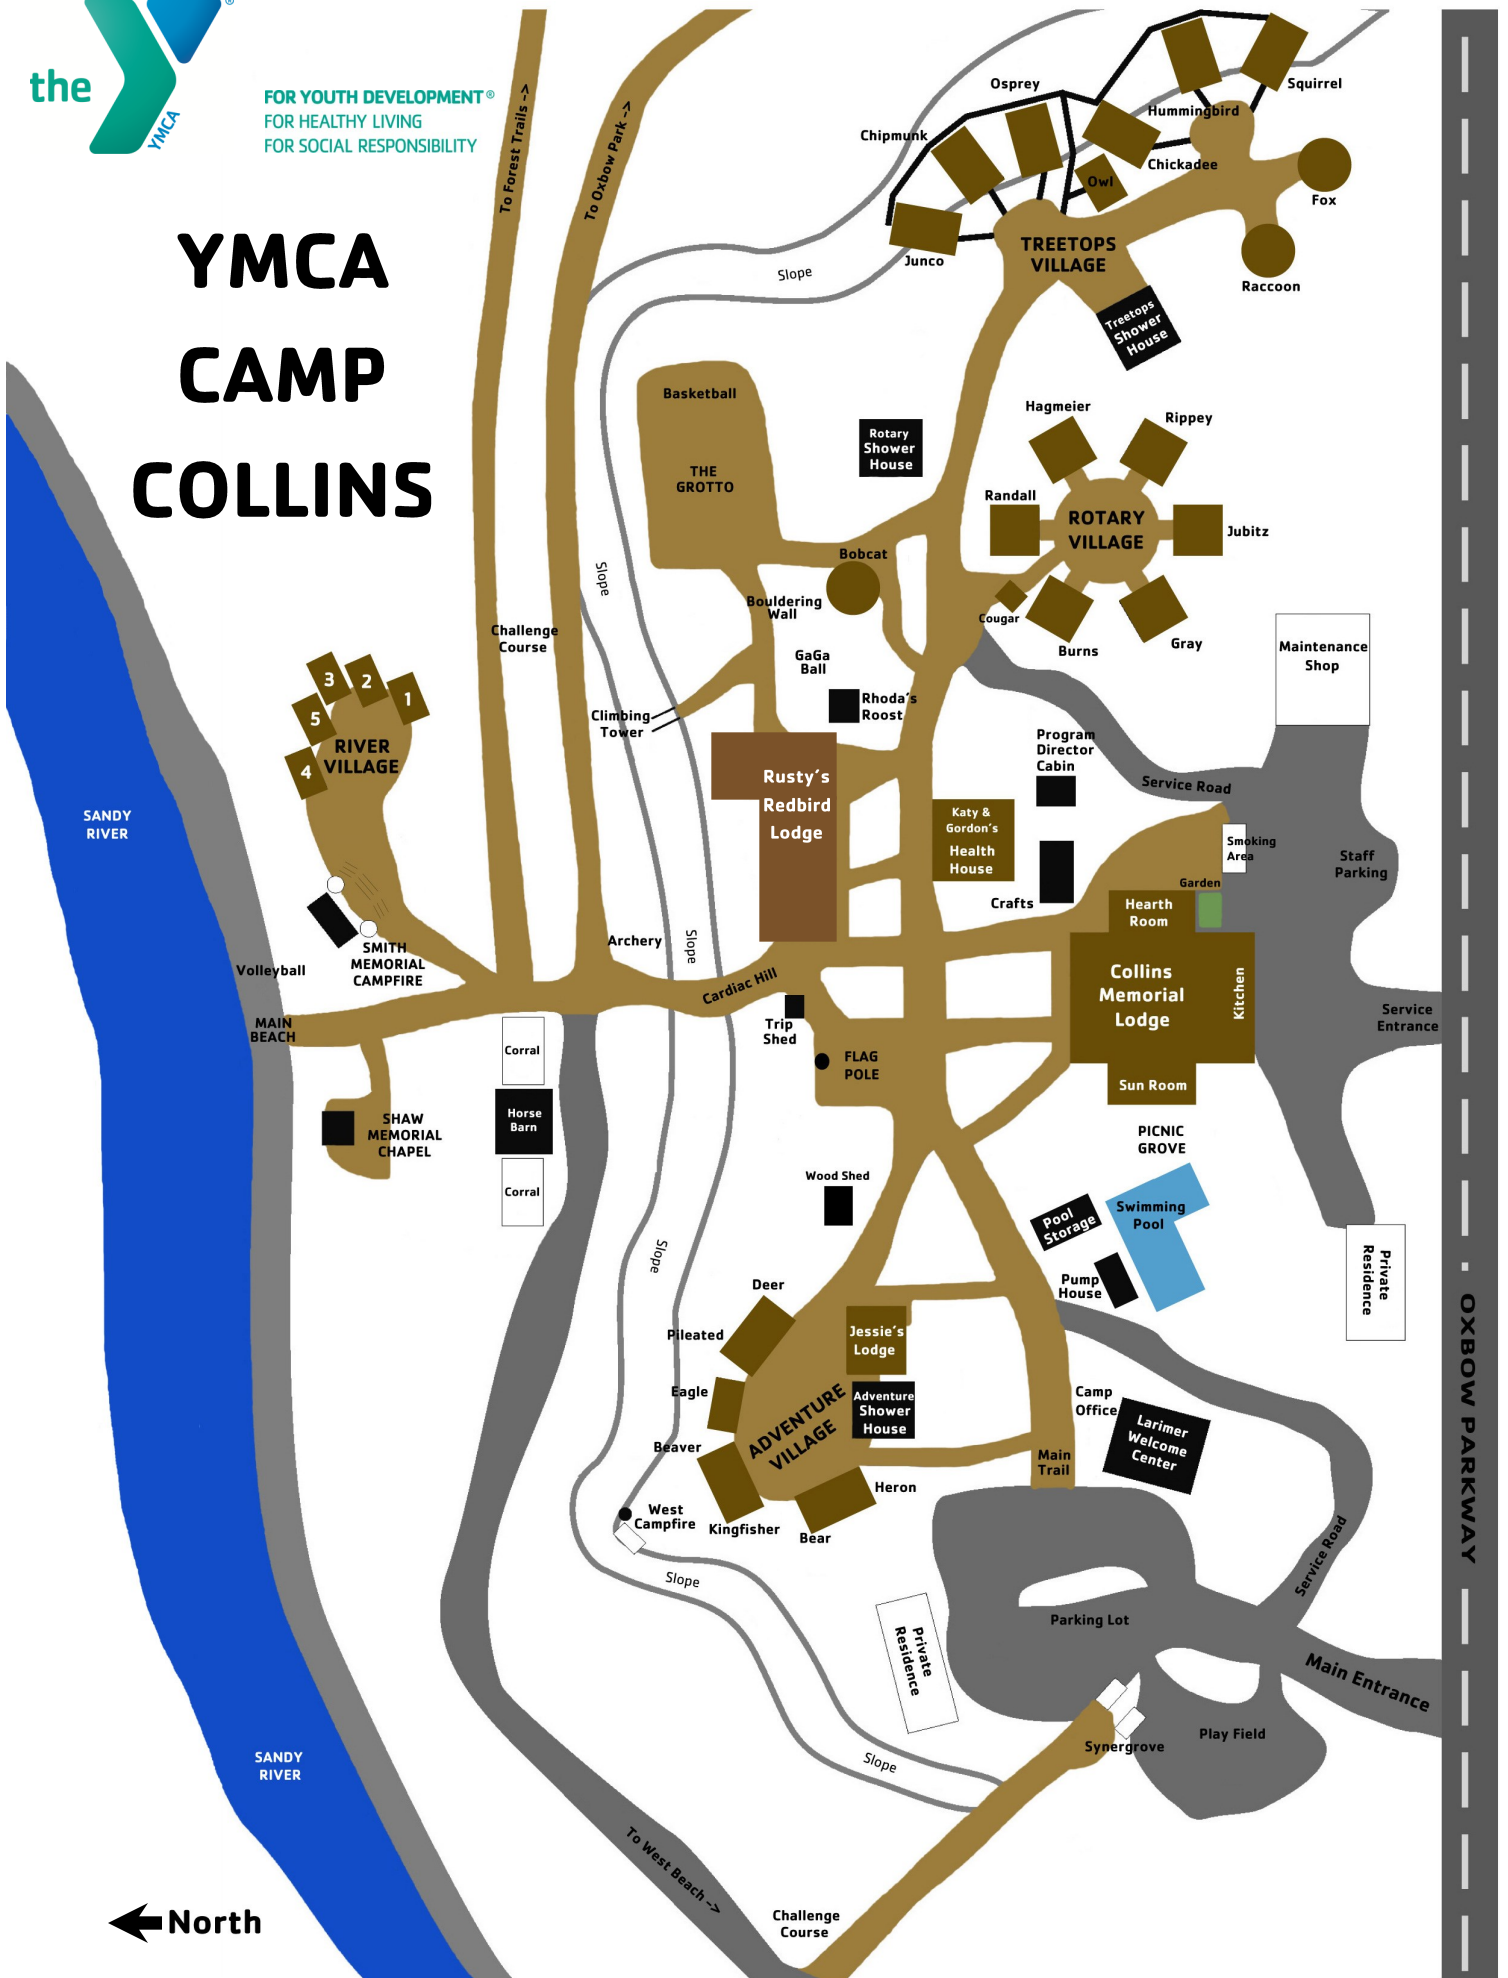 the
YMCA
®
FOR YOUTH DEVELOPMENT®
FOR HEALTHY LIVING
FOR SOCIAL RESPONSIBILITY
YMCA
CAMP
COLLINS
To Forest Trails ->
To Oxbow Park ->
Osprey
Squirrel
Hummingbird
Chipmunk
Chickadee
Owl
Fox
TREETOPS
VILLAGE
Junco
Raccoon
Slope
Treetops
Shower
House
Basketball
THE
GROTTO
Rotary
Shower
House
Hagmeier
Rippey
Randall
ROTARY
VILLAGE
Jubitz
Bobcat
Slope
Bouldering
Wall
Cougar
Burns
Gray
Challenge
Course
GaGa
Ball
Maintenance
Shop
3
2
1
5
4
RIVER
VILLAGE
Rhoda's
Roost
Climbing
Tower
Program
Director
Cabin
Service Road
Rusty's
Redbird
Lodge
SANDY
RIVER
Katy &
Gordon's
Health
House
Smoking
Area
Staff
Parking
Garden
Crafts
Hearth
Room
SMITH
MEMORIAL
CAMPFIRE
Archery
Slope
Volleyball
Cardiac Hill
Collins
Memorial
Lodge
Kitchen
MAIN
BEACH
Trip
Shed
Service
Entrance
Corral
FLAG
POLE
Sun Room
Horse
Barn
SHAW
MEMORIAL
CHAPEL
PICNIC
GROVE
Corral
Wood Shed
Pool
Storage
Swimming
Pool
Slope
Pump
House
Private
Residence
Deer
Pileated
Jessie's
Lodge
Eagle
ADVENTURE
VILLAGE
Adventure
Shower
House
Camp
Office
Larimer
Welcome
Center
Beaver
Main
Trail
Heron
West
Campfire
Kingfisher
Bear
OXBOW PARKWAY
Slope
Service Road
Parking Lot
Private
Residence
Main Entrance
Synergrove
Play Field
Slope
SANDY
RIVER
To West Beach ->
North
Challenge
Course